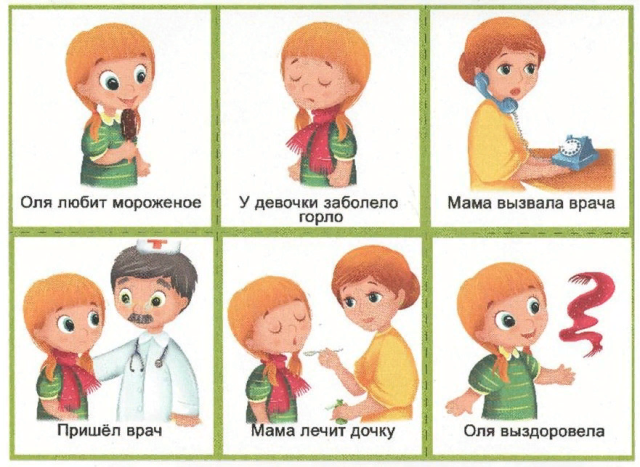 Оля любит мороженое
У девочки заболело
горло
Мама вызвала врача
Пришёл врач
Мама лечит дочку
Оля выздоровела